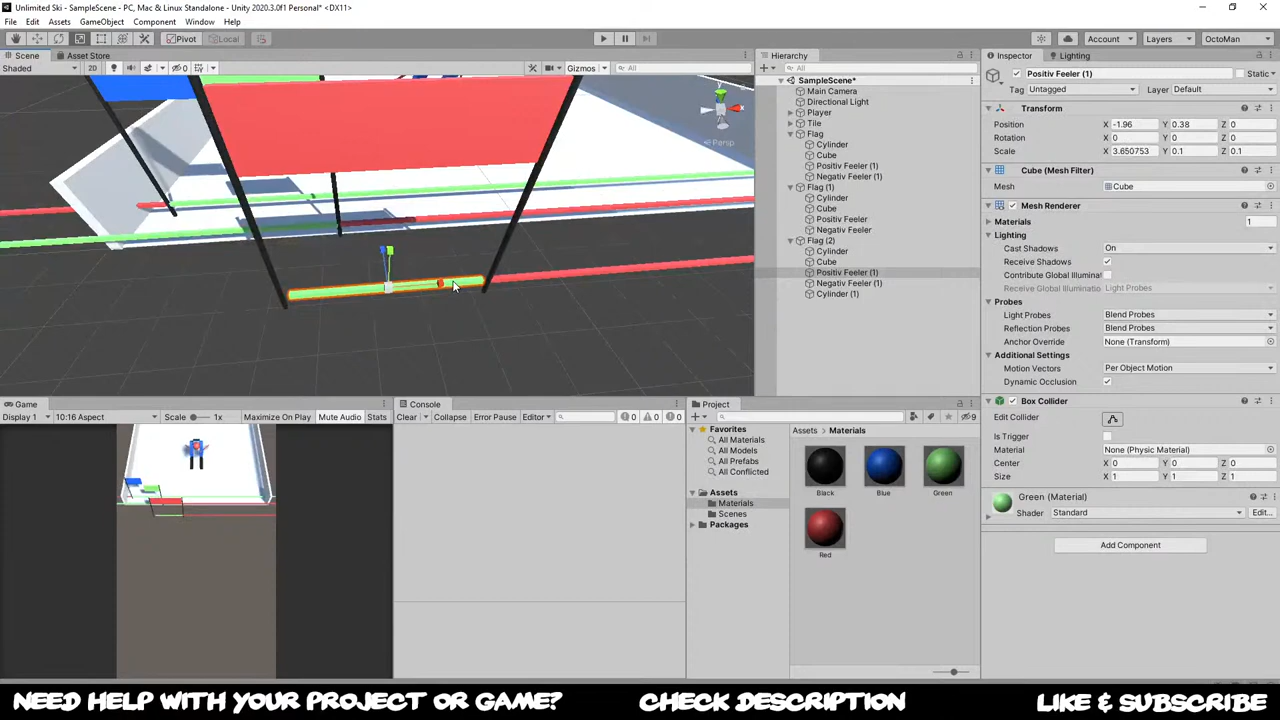 Unlimited Ski - SampleScene - PC, Mac & Linux Standalone - Unity 2020.3.0f1 Personal* <DX11>
File Edit Assets GameObject Component Window Help
Pivot Local Account Layers OctoMan
Scene Asset Store
Shaded 2D 0 Gizmos All
Persp
Hierarchy
All
SampleScene*
Main Camera
Directional Light
Player
Tile
Flag
Cylinder
Cube
Positiv Feeler (1)
Negativ Feeler (1)
Flag (1)
Cylinder
Cube
Positiv Feeler
Negativ Feeler
Flag (2)
Cylinder
Cube
Positiv Feeler (1)
Negativ Feeler (1)
Cylinder (1)
Inspector Lighting
Positiv Feeler (1) Static
Tag Untagged Layer Default
Transform
Position X -1.96 Y 0.38 Z 0
Rotation X 0 Y 0 Z 0
Scale X 3.650753 Y 0.1 Z 0.1
Cube (Mesh Filter)
Mesh Cube
Mesh Renderer
Materials 1
Lighting
Cast Shadows On
Receive Shadows
Contribute Global Illumina
Receive Global Illuminatio Light Probes
Probes
Light Probes Blend Probes
Reflection Probes Blend Probes
Anchor Override None (Transform)
Additional Settings
Motion Vectors Per Object Motion
Dynamic Occlusion
Box Collider
Edit Collider
Is Trigger
Material None (Physic Material)
Center X 0 Y 0 Z 0
Size X 1 Y 1 Z 1
Green (Material)
Shader Standard Edit...
Add Component
Game
Display 1 10:16 Aspect Scale 1x Maximize On Play Mute Audio Stats
Console
Clear Collapse Error Pause Editor 0 0 0
Project
9
Favorites
All Materials
All Models
All Prefabs
All Conflicted
Assets
Materials
Scenes
Packages
Assets > Materials
Black Blue Green
Red
NEED HELP WITH YOUR PROJECT OR GAME? CHECK DESCRIPTION LIKE & SUBSCRIBE